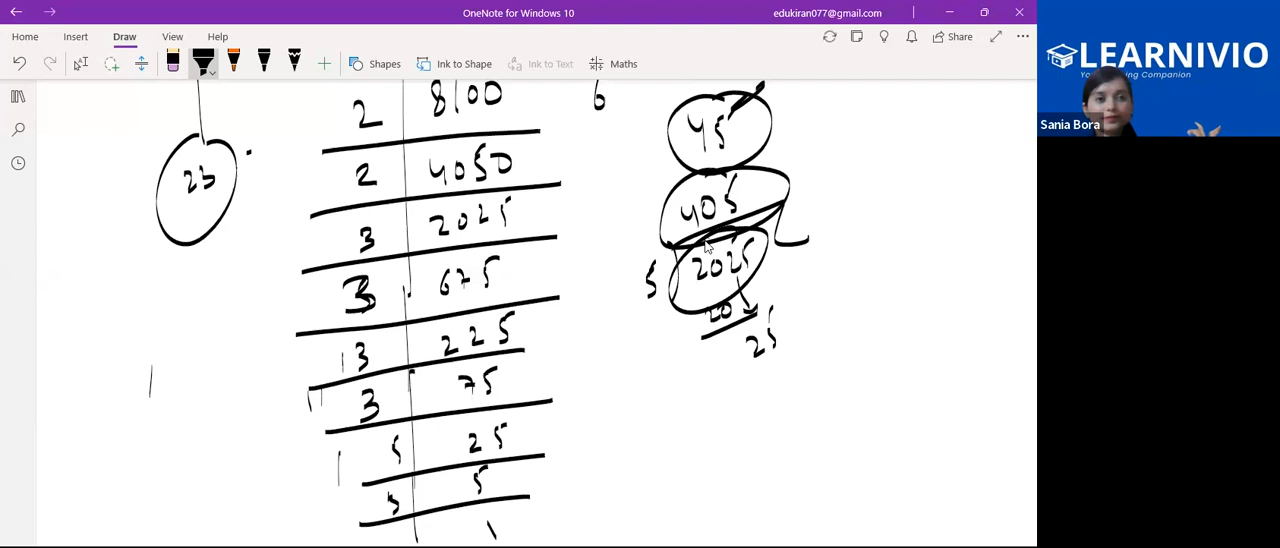 OneNote for Windows 10
edukiran077@gmail.com
Home Insert Draw View Help
Share
Shapes Ink to Shape Ink to Text Maths
LEARNIVIO
Sania Bora
23
2 8100
2 4050
3 2025
3 675
3 225
3 75
5 25
5 5
1
6
45
405
5 2025
20
25